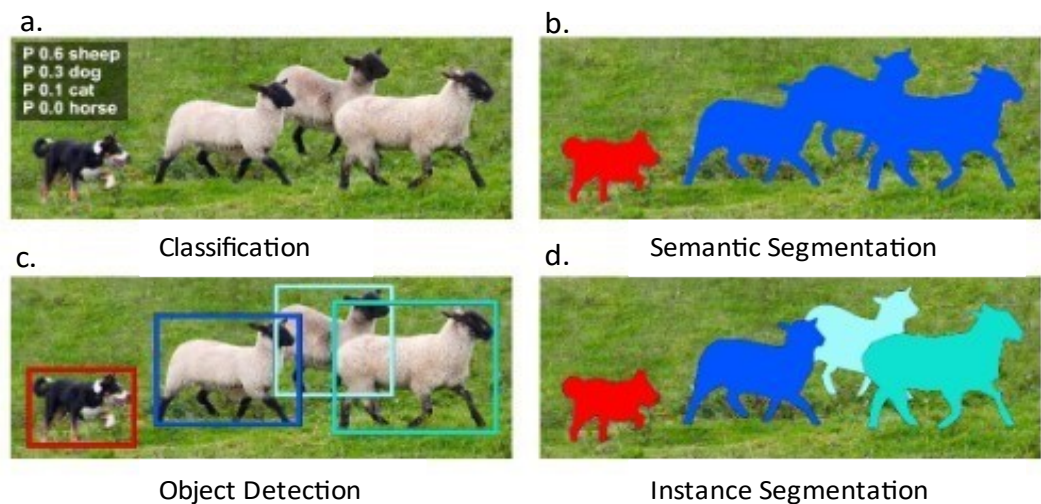 a.
P 0.6 sheep
P 0.3 dog
P 0.1 cat
P 0.0 horse
Classification
b.
Semantic Segmentation
c.
Object Detection
d.
Instance Segmentation